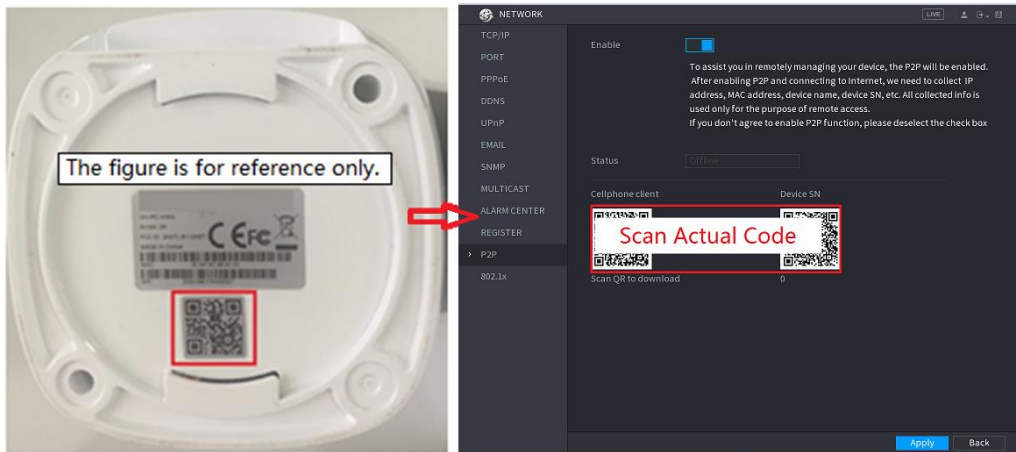 The figure is for reference only.
CE FC
NETWORK
LIVE
TCP/IP
PORT
PPPoE
DDNS
UPnP
EMAIL
SNMP
MULTICAST
ALARM CENTER
REGISTER
P2P
802.1x
Enable
To assist you in remotely managing your device, the P2P will be enabled.
After enabling P2P and connecting to Internet, we need to collect IP
address, MAC address, device name, device SN, etc. All collected info is
used only for the purpose of remote access.
If you don't agree to enable P2P function, please deselect the check box
Status
Offline
Cellphone client
Device SN
Scan Actual Code
Scan QR to download
0
Apply
Back